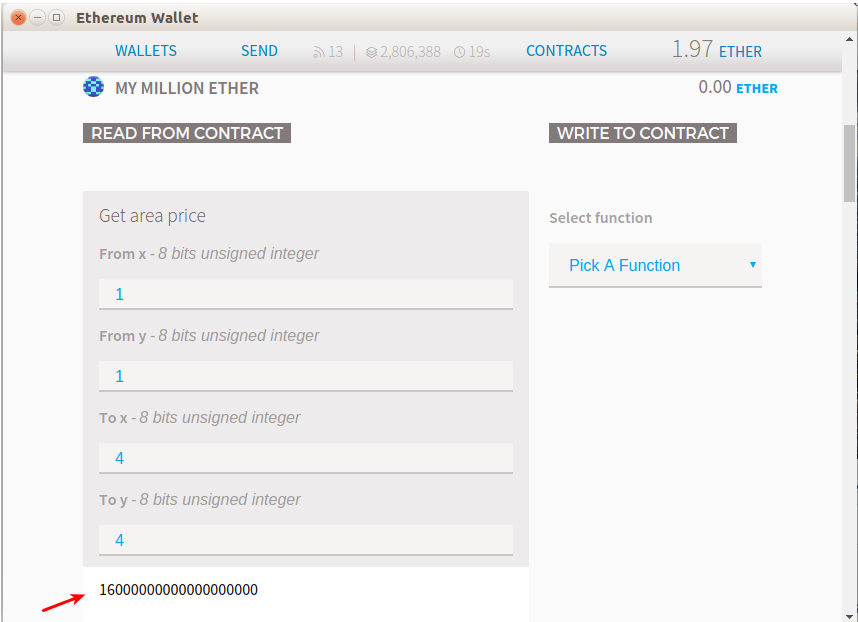 Ethereum Wallet
WALLETS SEND 13 | 2,806,388 19s CONTRACTS 1.97 ETHER
MY MILLION ETHER 0.00 ETHER
READ FROM CONTRACT WRITE TO CONTRACT
Get area price
Select function
From x - 8 bits unsigned integer
Pick A Function
1
From y - 8 bits unsigned integer
1
To x - 8 bits unsigned integer
4
To y - 8 bits unsigned integer
4
16000000000000000000